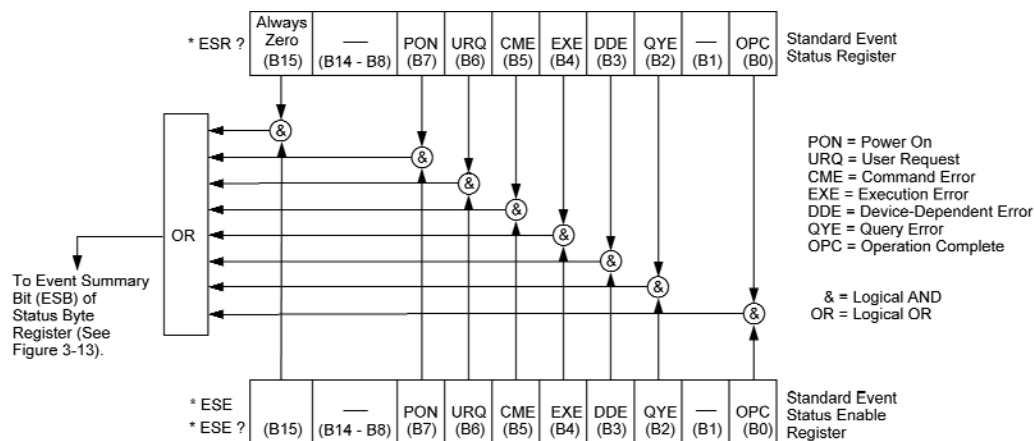 * ESR ?
Always
Zero
(B15)
—
(B14 - B8)
PON
(B7)
URQ
(B6)
CME
(B5)
EXE
(B4)
DDE
(B3)
QYE
(B2)
—
(B1)
OPC
(B0)
Standard Event
Status Register
&
&
&
&
&
&
&
&
OR
PON = Power On
URQ = User Request
CME = Command Error
EXE = Execution Error
DDE = Device-Dependent Error
QYE = Query Error
OPC = Operation Complete
& = Logical AND
OR = Logical OR
To Event Summary
Bit (ESB) of
Status Byte
Register (See
Figure 3-13).
* ESE
* ESE ?
(B15)
—
(B14 - B8)
PON
(B7)
URQ
(B6)
CME
(B5)
EXE
(B4)
DDE
(B3)
QYE
(B2)
—
(B1)
OPC
(B0)
Standard Event
Status Enable
Register